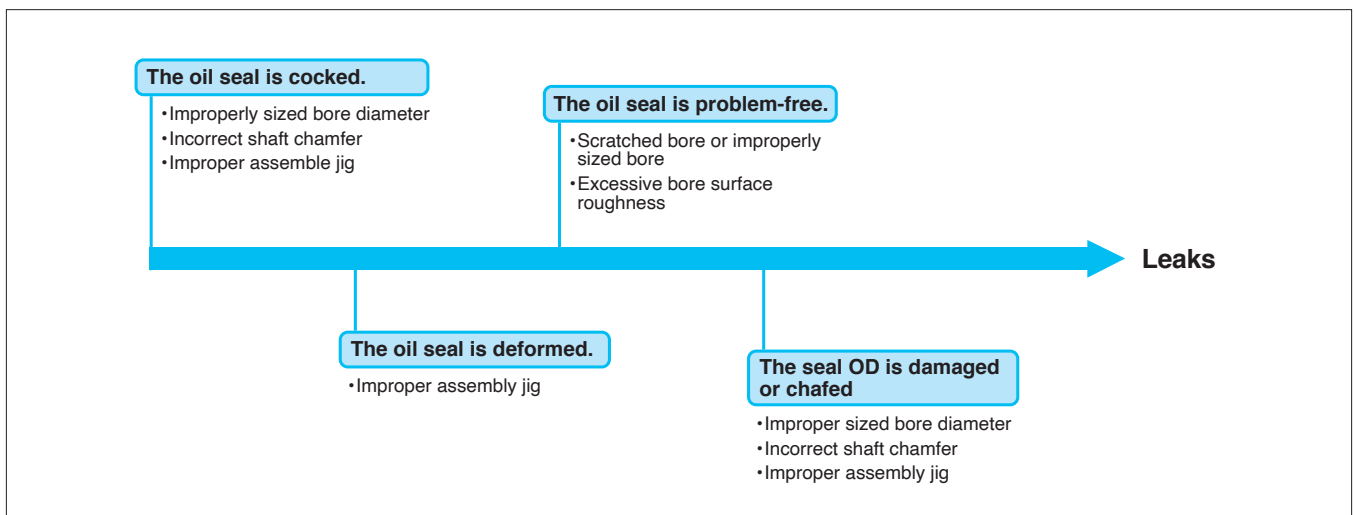 The oil seal is cocked.
・Improperly sized bore diameter
・Incorrect shaft chamfer
・Improper assemble jig
The oil seal is problem-free.
・Scratched bore or improperly
sized bore
・Excessive bore surface
roughness
Leaks
The oil seal is deformed.
・Improper assembly jig
The seal OD is damaged
or chafed
・Improper sized bore diameter
・Incorrect shaft chamfer
・Improper assembly jig